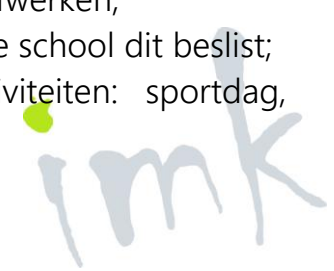 werken,
e school dit beslist;
viteiten: sportdag,
imk